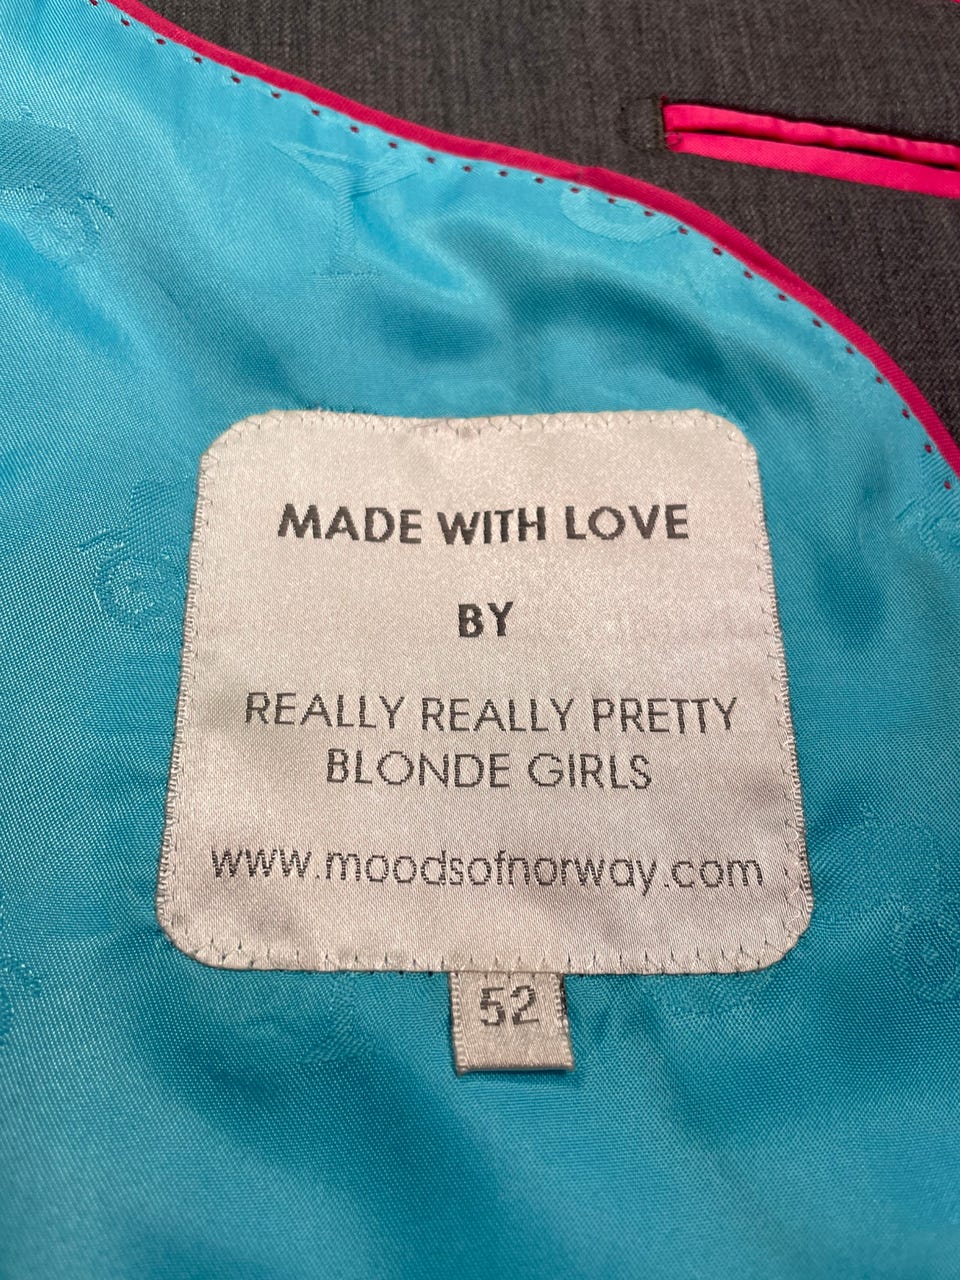 MADE WITH LOVE
BY
REALLY REALLY PRETTY
BLONDE GIRLS
www.moodsofnorway.com
52